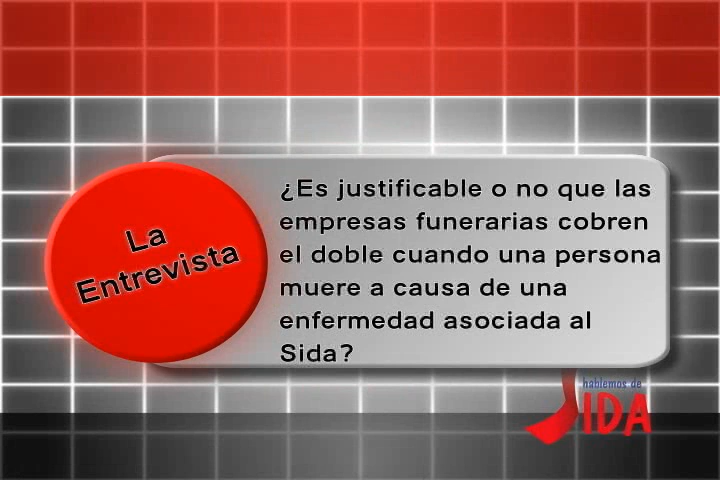 La
Entrevista
¿Es justificable o no que las
empresas funerarias cobren
el doble cuando una persona
muere a causa de una
enfermedad asociada al
Sida?
hablemos de
SIDA